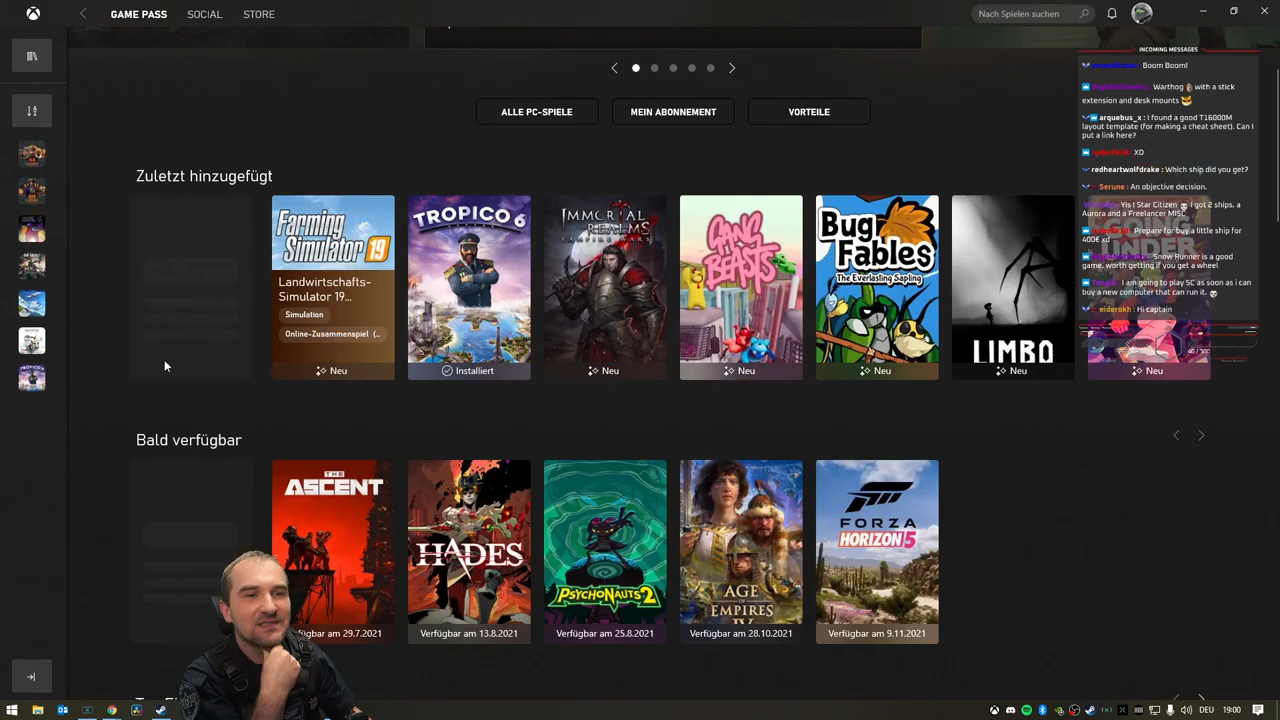 GAME PASS
SOCIAL
STORE
Nach Spielen suchen
ALLE PC-SPIELE
MEIN ABONNEMENT
VORTEILE
Zuletzt hinzugefügt
Farming
Simulator 19
Landwirtschafts-
Simulator 19...
Simulation
Online-Zusammenspiel (..
Neu
TROPICO 6
Installiert
IMMORTAL
REALMS
VAMPIRE WARS
Neu
GANG
BEASTS
Neu
Bug
Fables
The Everlasting Sapling
Neu
LIMBO
Neu
UNDER
Neu
INCOMING MESSAGES
Boom Boom!
Warthog with a stick
extension and desk mounts
arquebus_x : I found a good T16000M
layout template (for making a cheat sheet). Can I
put a link here?
XD
redheartwolfdrake : Which ship did you get?
Serune : An objective decision.
Yis ! Star Citizen I got 2 ships, a
Aurora and a Freelancer MISC
Prepare for buy a little ship for
400€ xd
Snow Runner is a good
game, worth getting if you get a wheel
I am going to play SC as soon as i can
buy a new computer that can run it.
eiderokh : Hi captain
Bald verfügbar
THE
ASCENT
fügbar am 29.7.2021
HADES
Verfügbar am 13.8.2021
PSYCHONAUTS 2
Verfügbar am 25.8.2021
AGE
OF
EMPIRES
IV
Verfügbar am 28.10.2021
FORZA
HORIZON 5
Verfügbar am 9.11.2021
DEU
19:00